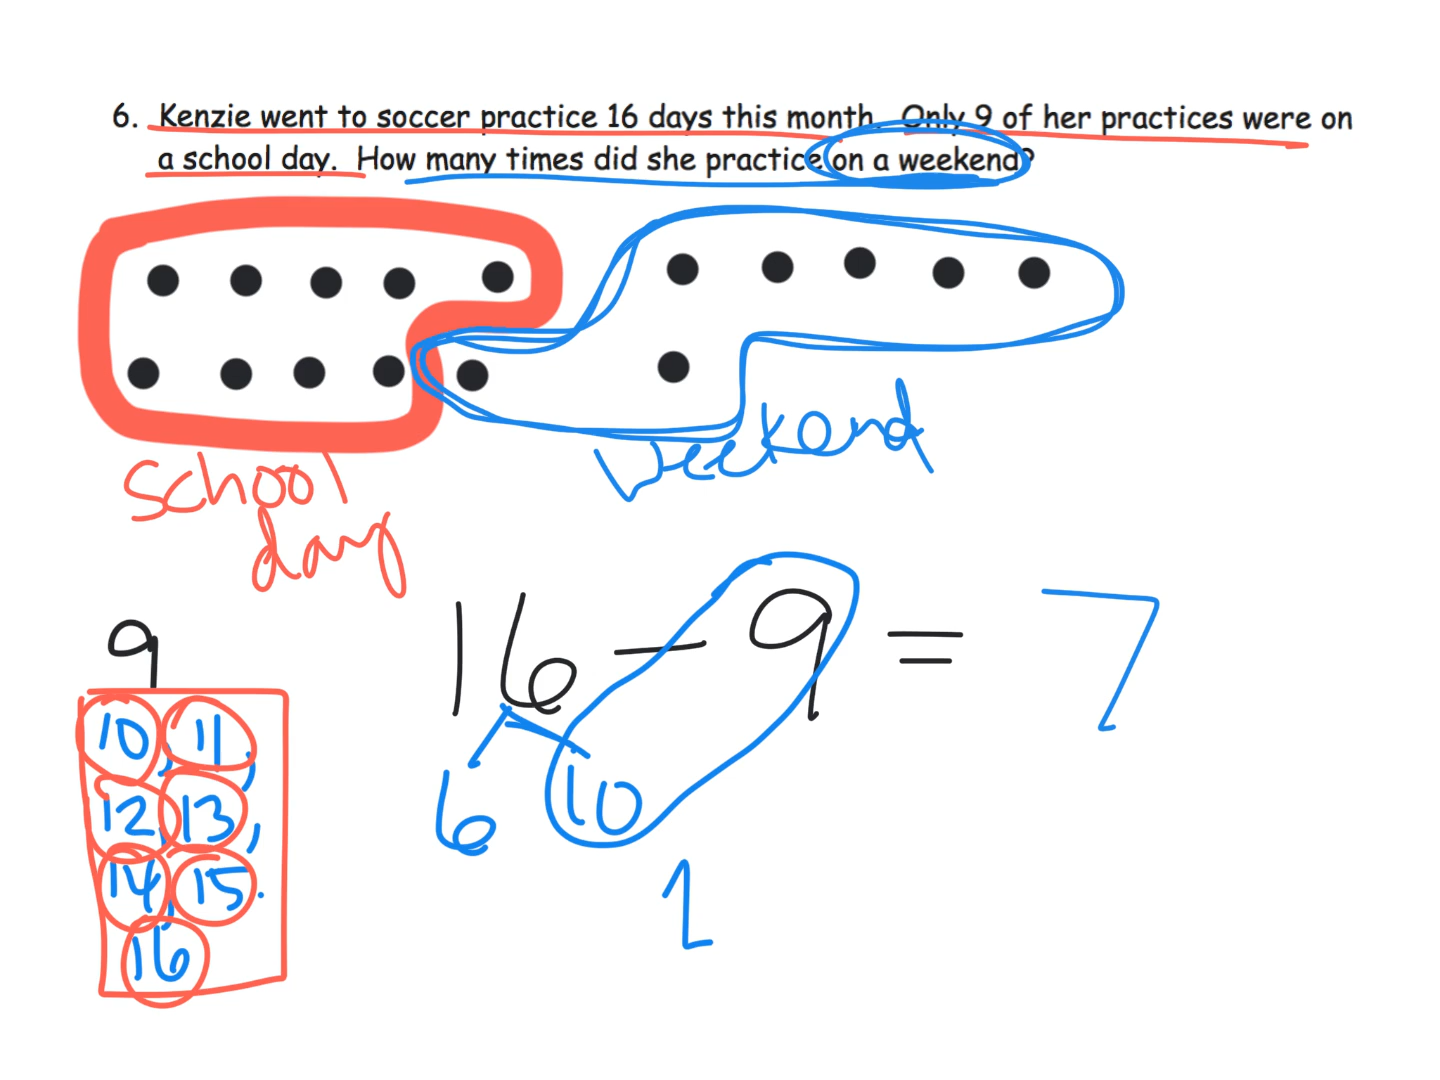 6. Kenzie went to soccer practice 16 days this month. Only 9 of her practices were on
a school day. How many times did she practice on a weekend?
weekend
school
day
16 - 9 = 7
9
10, 11,
12, 13,
14, 15.
16
6 10
1